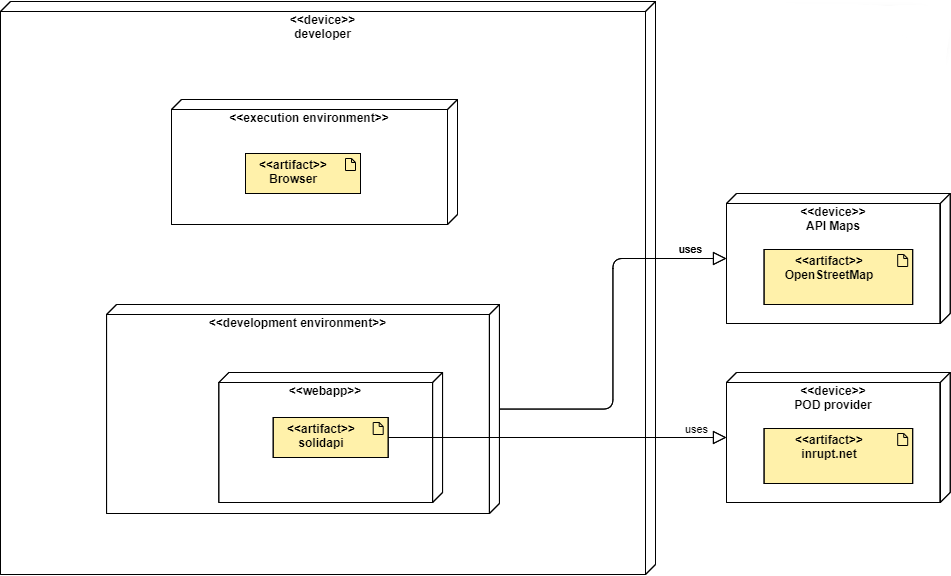 <<device>>
developer
<<execution environment>>
<<artifact>>
Browser
<<development environment>>
<<webapp>>
<<artifact>>
solidapi
uses
<<device>>
API Maps
<<artifact>>
OpenStreetMap
uses
<<device>>
POD provider
<<artifact>>
inrupt.net